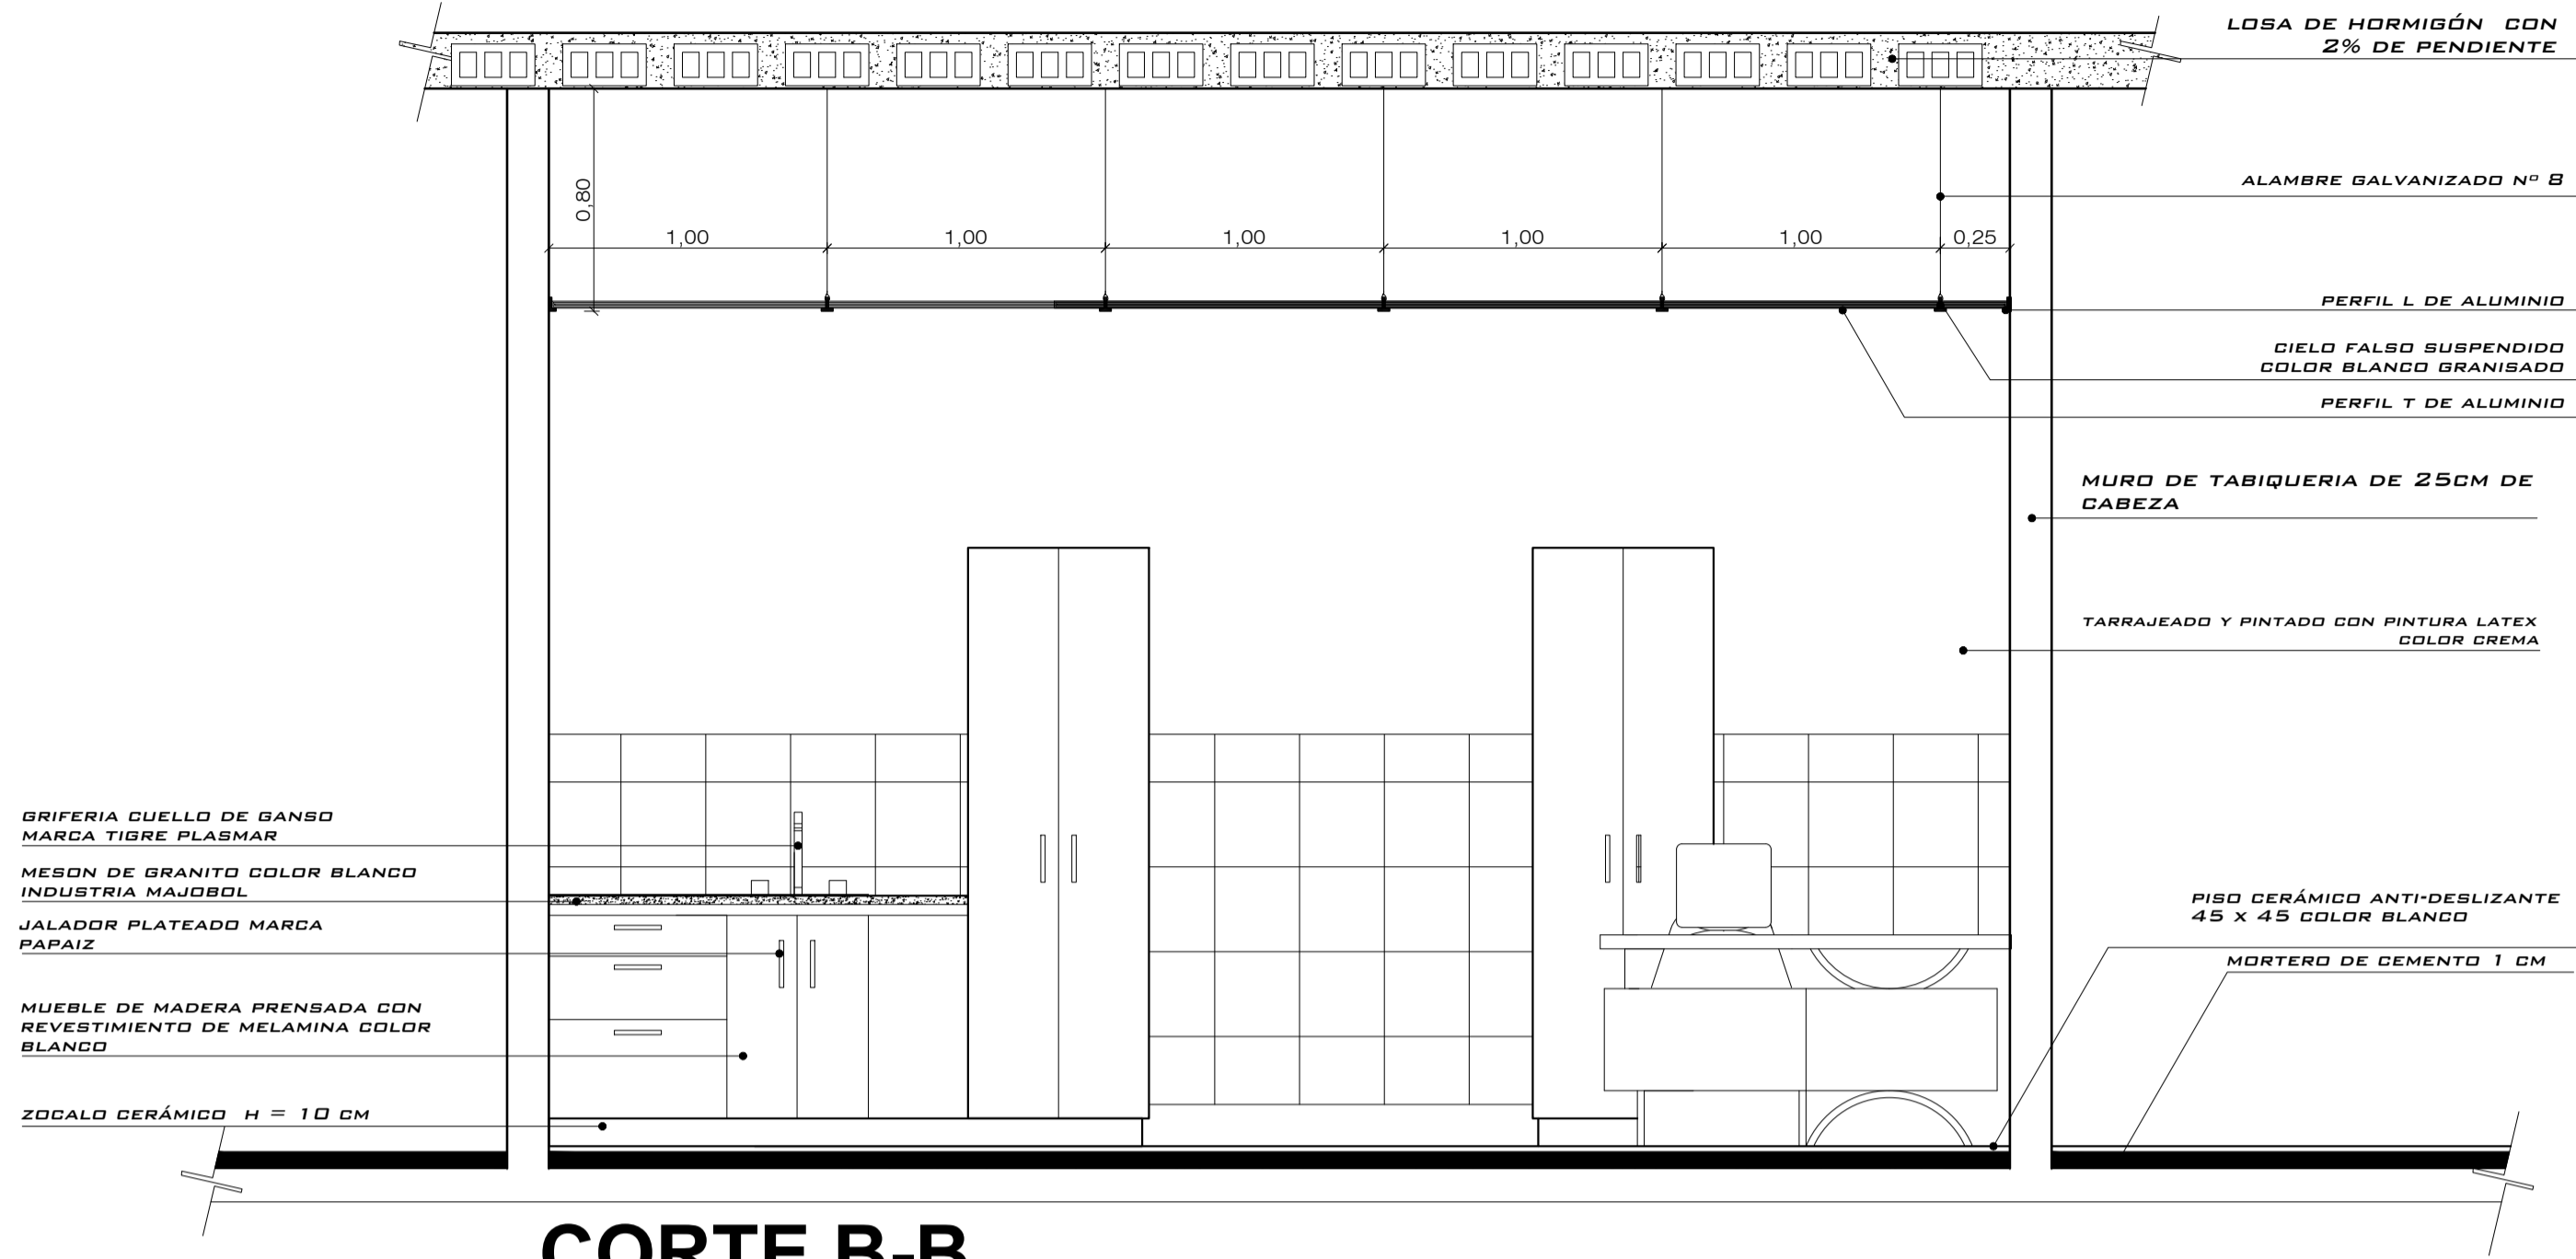 LOSA DE HORMIGÓN CON
2% DE PENDIENTE
ALAMBRE GALVANIZADO Nº 8
0,80
1,00
1,00
1,00
1,00
1,00
0,25
PERFIL L DE ALUMINIO
CIELO FALSO SUSPENDIDO
COLOR BLANCO GRANISADO
PERFIL T DE ALUMINIO
MURO DE TABIQUERIA DE 25CM DE
CABEZA
TARRAJEADO Y PINTADO CON PINTURA LATEX
COLOR CREMA
GRIFERIA CUELLO DE GANSO
MARCA TIGRE PLASMAR
MESON DE GRANITO COLOR BLANCO
INDUSTRIA MAJOBOL
JALADOR PLATEADO MARCA
PAPAIZ
MUEBLE DE MADERA PRENSADA CON
REVESTIMIENTO DE MELAMINA COLOR
BLANCO
ZOCALO CERÁMICO H = 10 CM
PISO CERÁMICO ANTI-DESLIZANTE
45 X 45 COLOR BLANCO
MORTERO DE CEMENTO 1 CM
CORTE B-B